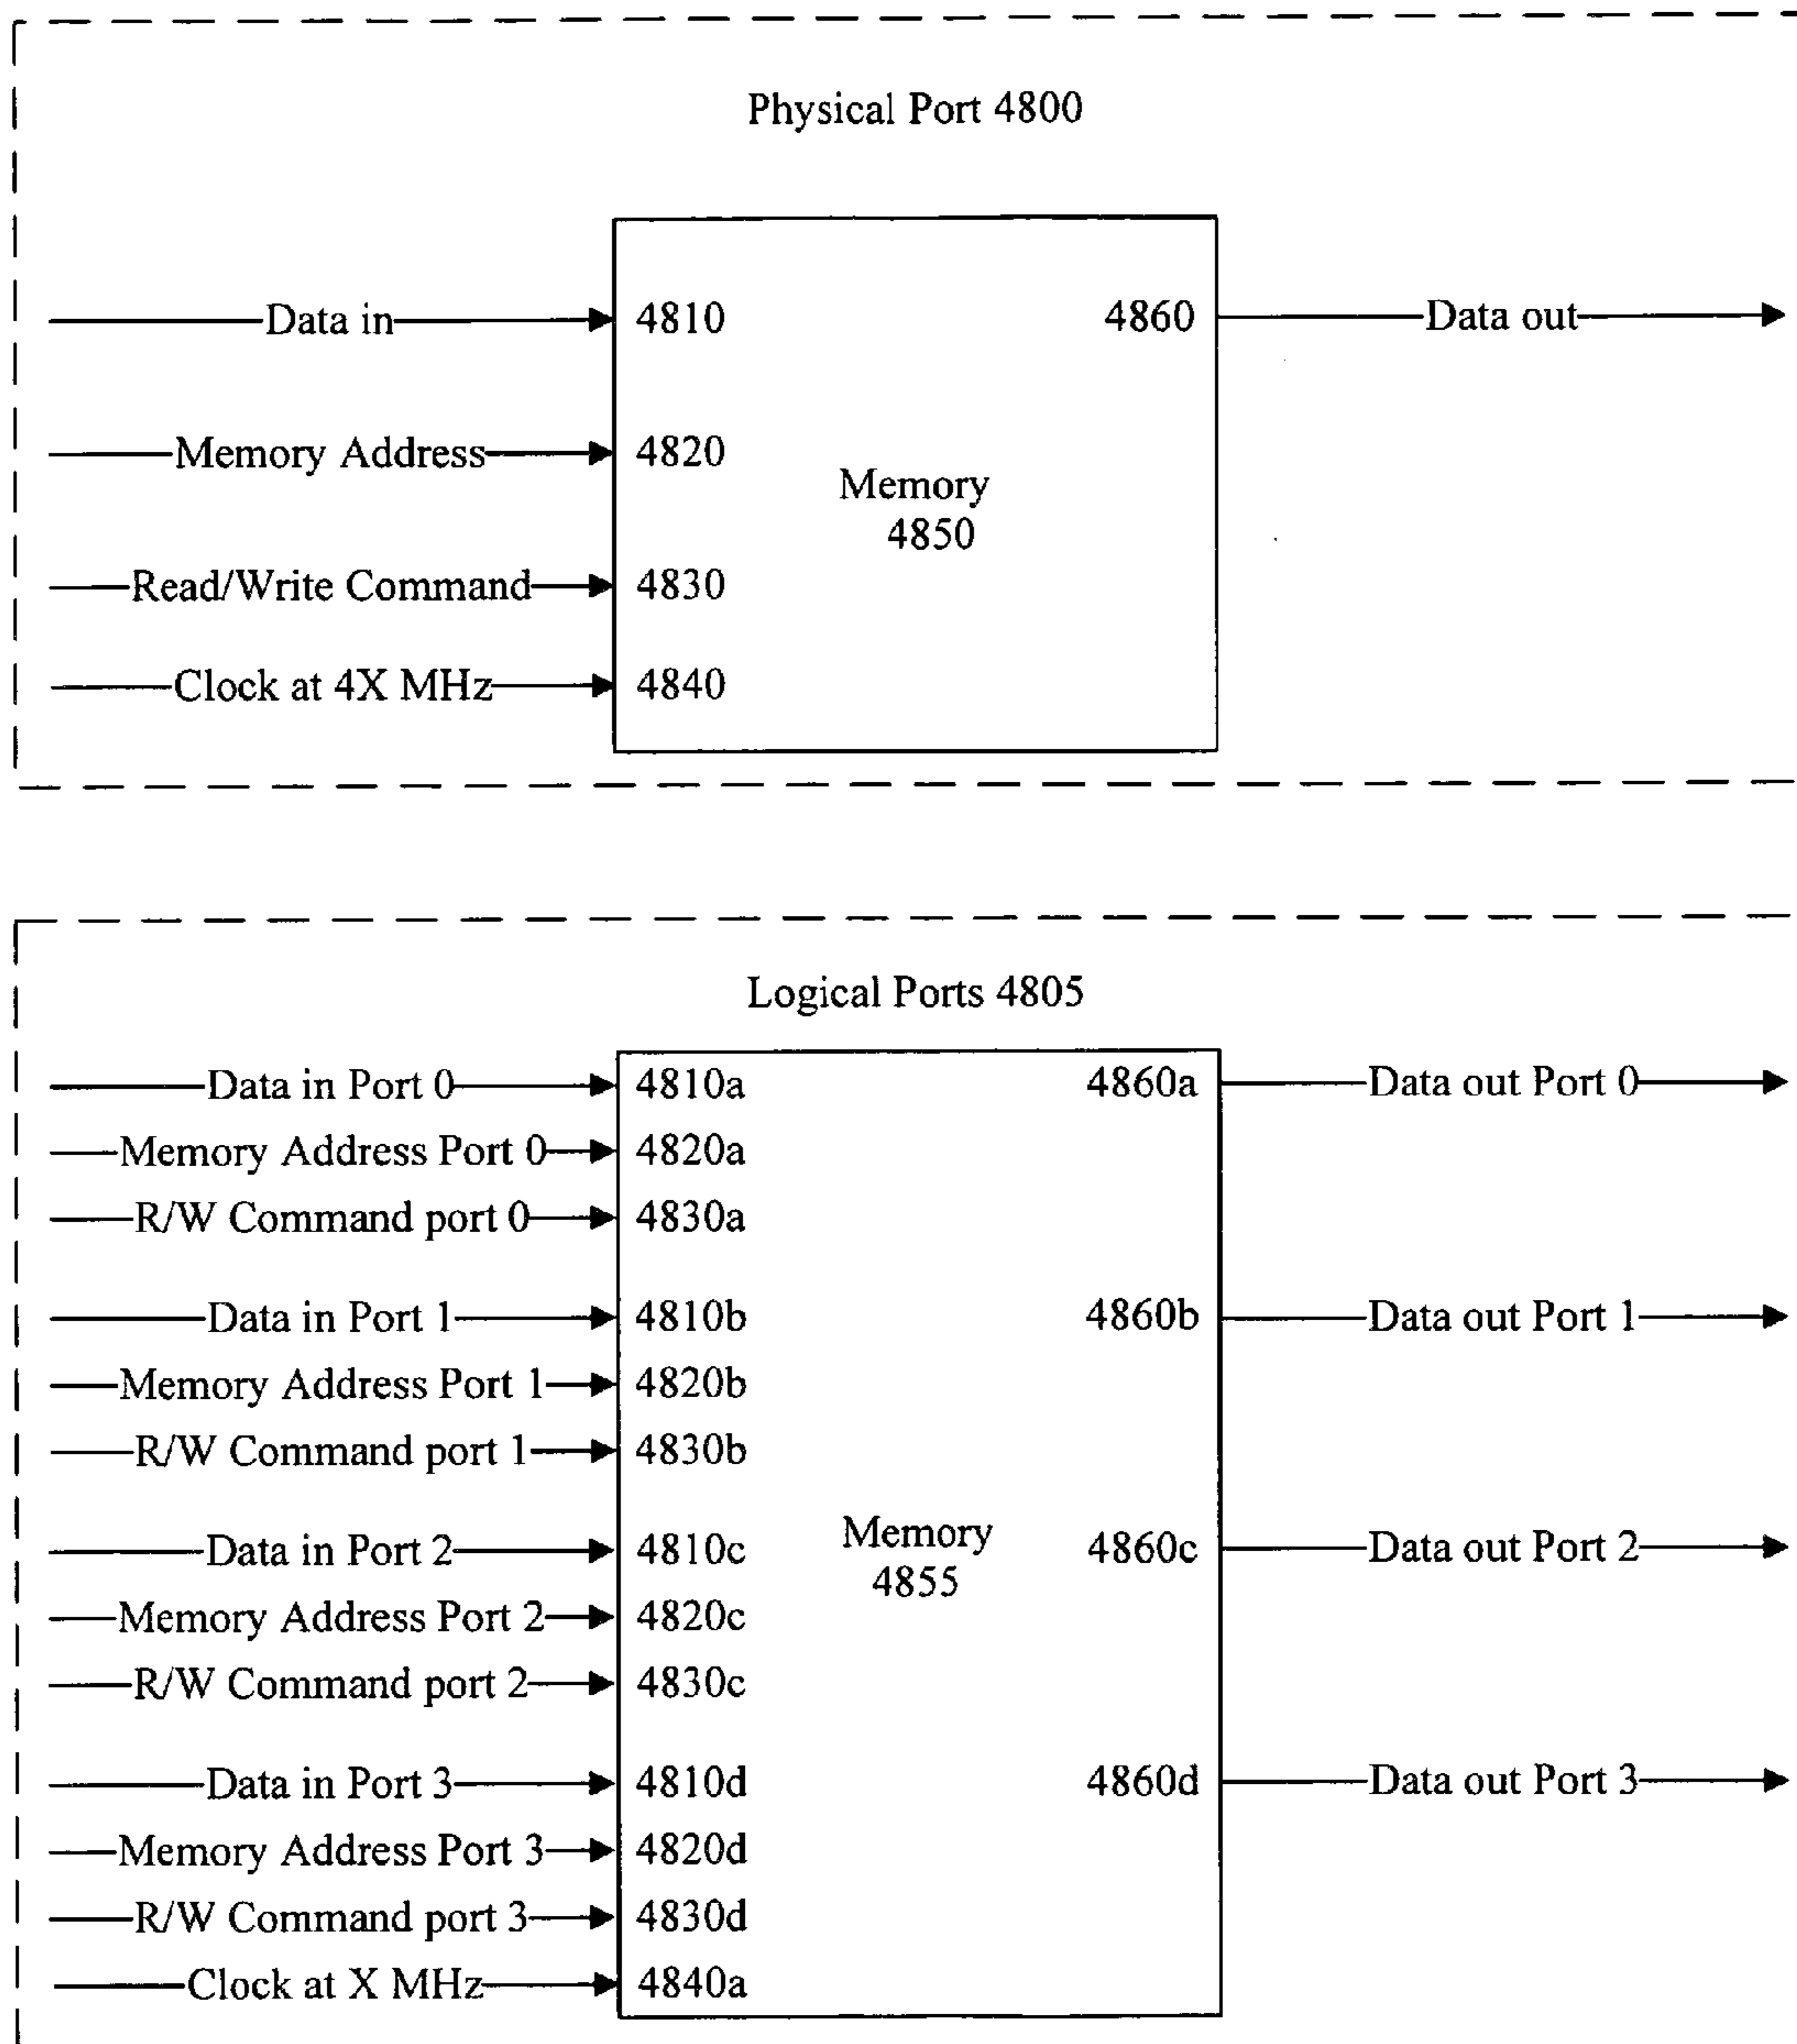 Physical Port 4800
Data in 4810 4860 Data out
Memory Address 4820
Memory
4850
Read/Write Command 4830
Clock at 4X MHz 4840
Logical Ports 4805
Data in Port 0 4810a 4860a Data out Port 0
Memory Address Port 0 4820a
R/W Command port 0 4830a
Data in Port 1 4810b 4860b Data out Port 1
Memory Address Port 1 4820b
R/W Command port 1 4830b
Data in Port 2 4810c 4860c Data out Port 2
Memory
4855
Memory Address Port 2 4820c
R/W Command port 2 4830c
Data in Port 3 4810d 4860d Data out Port 3
Memory Address Port 3 4820d
R/W Command port 3 4830d
Clock at X MHz 4840a